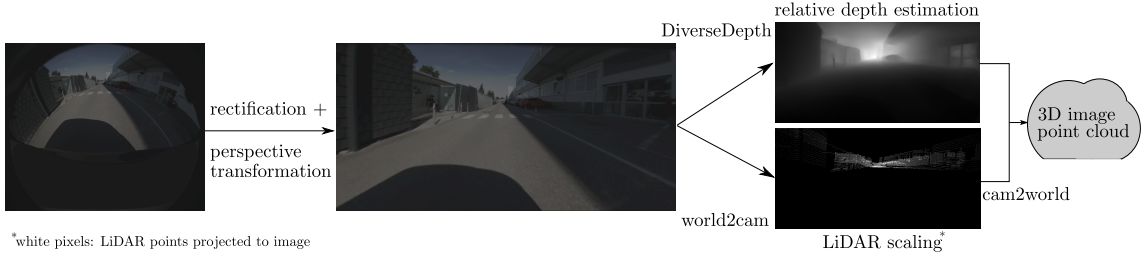 relative depth estimation
DiverseDepth
rectification +
perspective
transformation
3D image
point cloud
cam2world
world2cam
LiDAR scaling*
*white pixels: LiDAR points projected to image